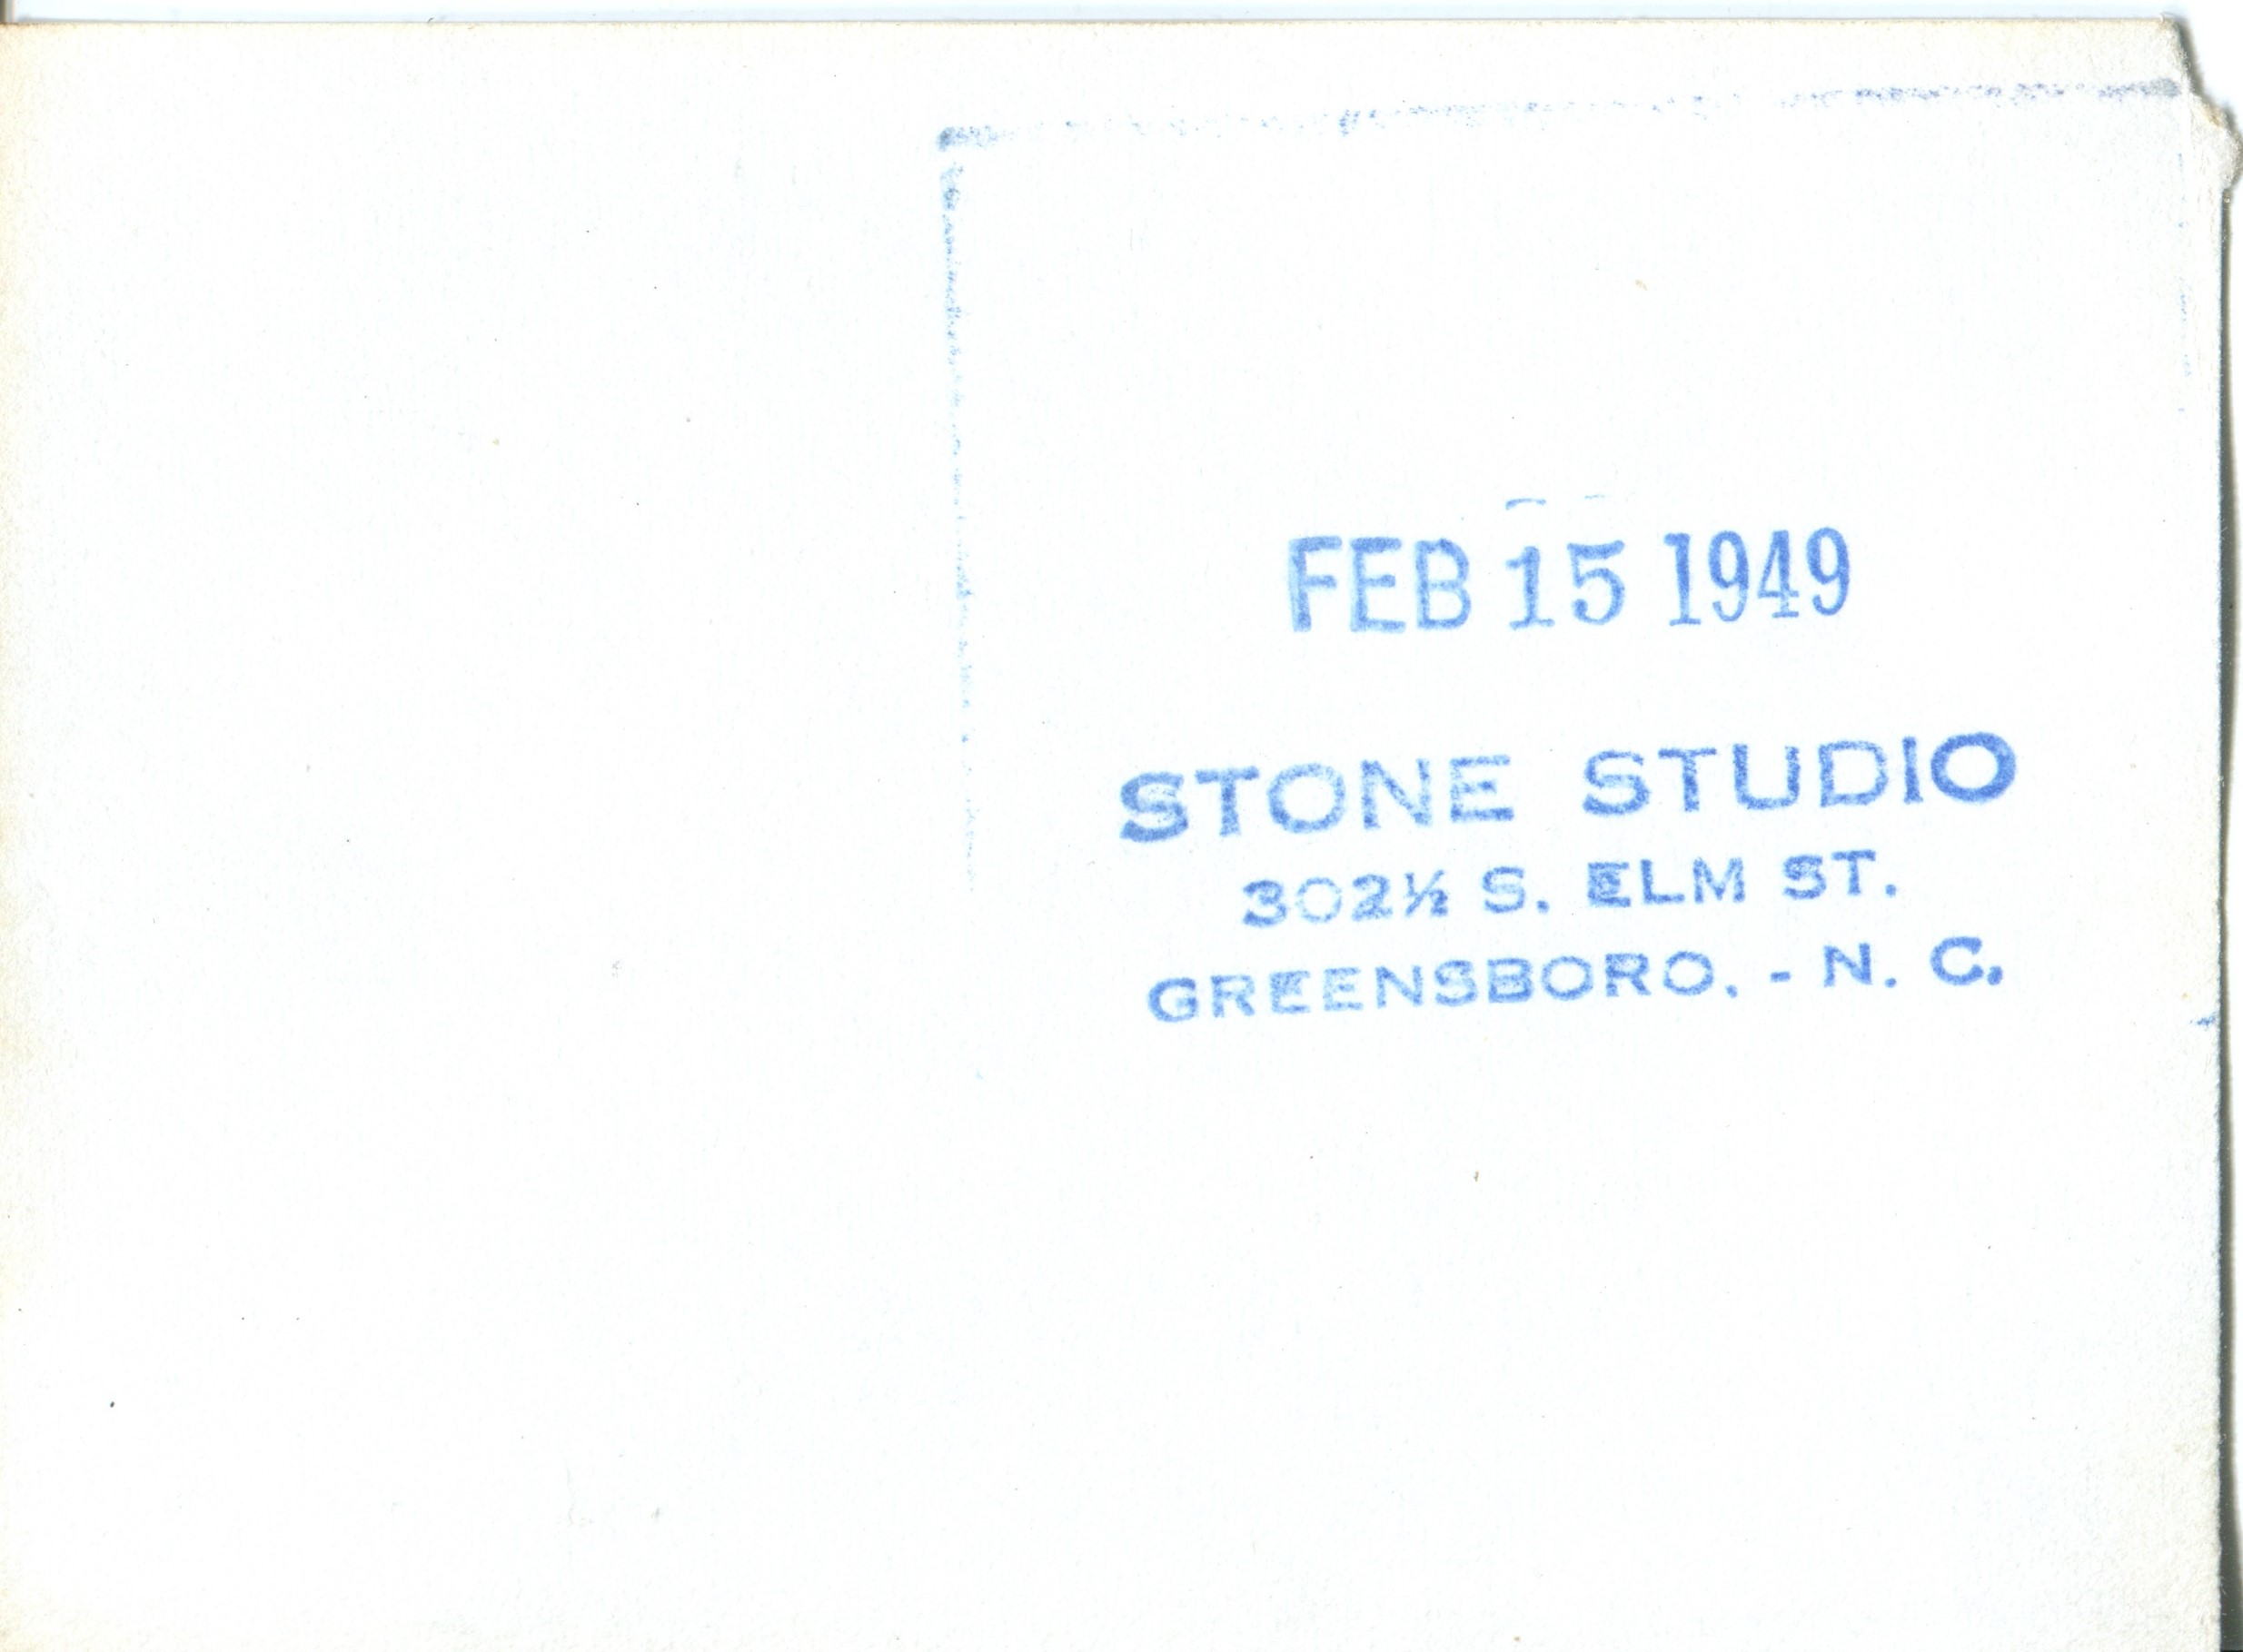 FEB 15 1949
STONE STUDIO
302½ S. ELM ST.
GREENSBORO. - N. C.